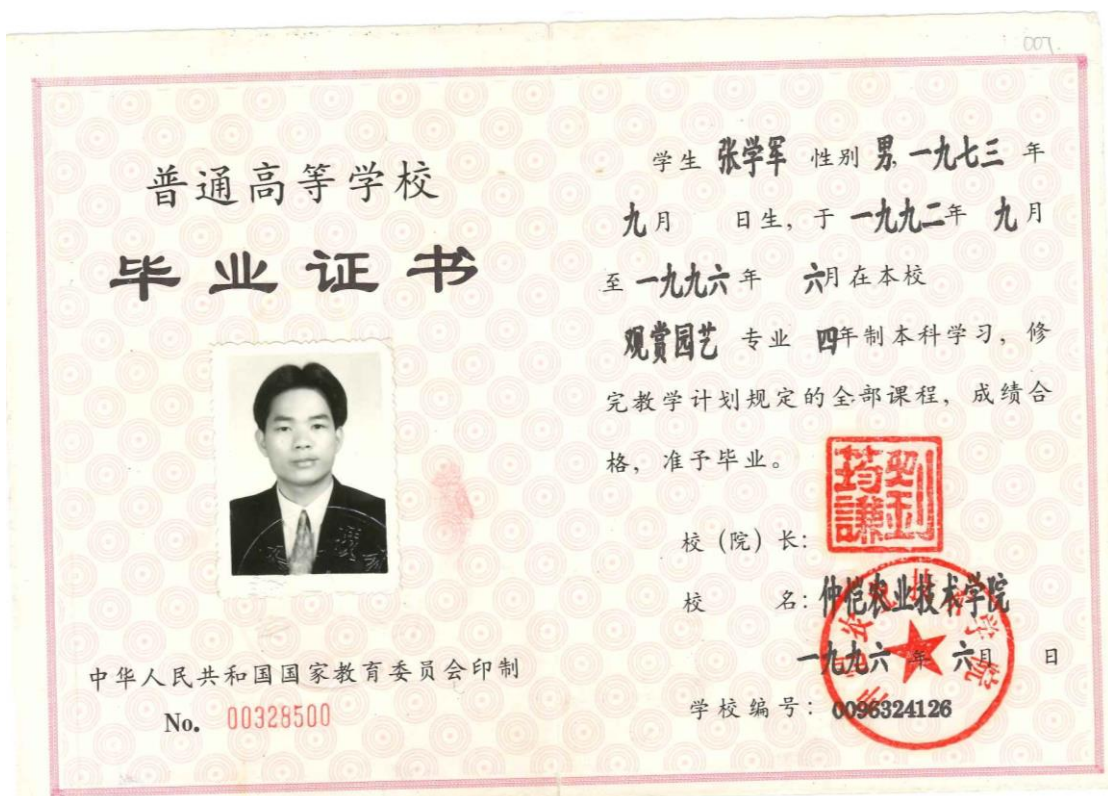 007.
普通高等学校
毕业证书
中华人民共和国国家教育委员会印制
No. 00328500
学生 张学军 性别 男, 一九七三 年
九月 日生, 于 一九九二年 九月
至 一九九六 年 六月在本校
观赏园艺 专业 四年制本科学习, 修
完教学计划规定的全部课程, 成绩合
格, 准予毕业。
校 (院) 长:
校 名: 仲恺农业技术学院
一九九六 年 六月 日
学校编号: 0096324126